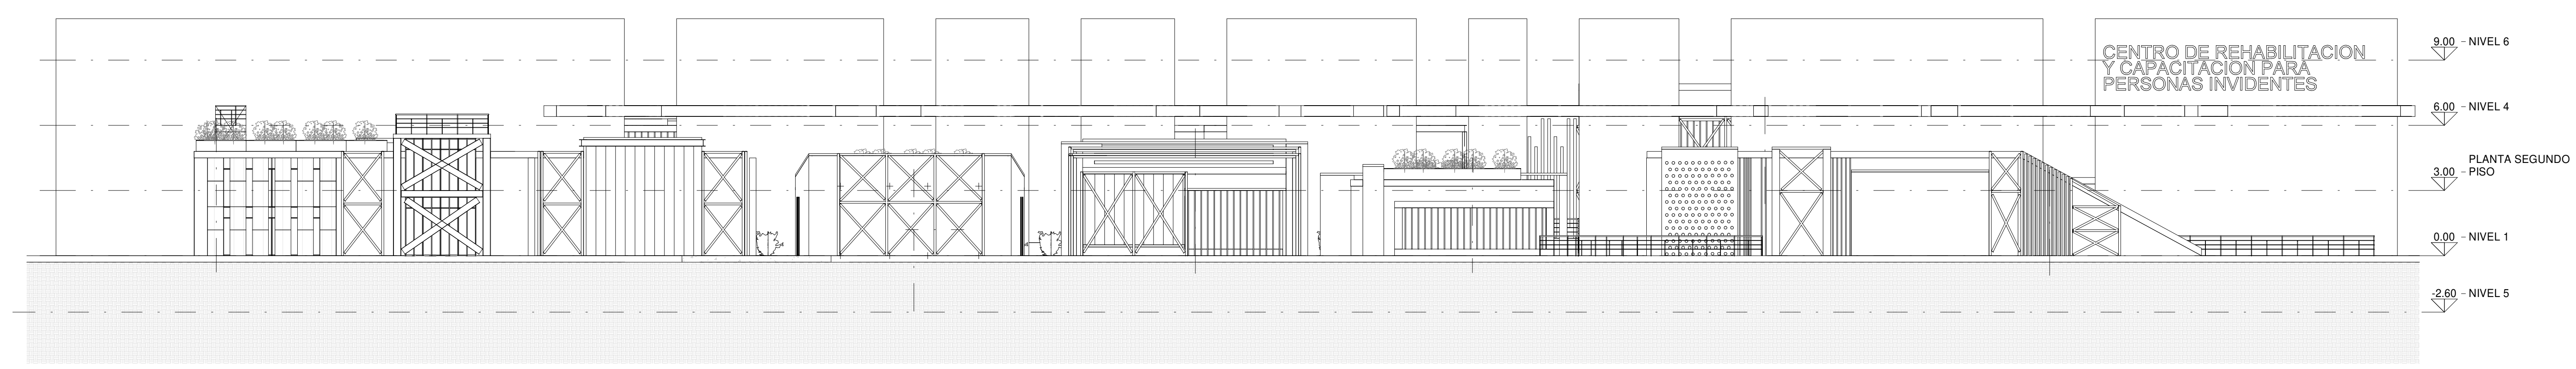 CENTRO DE REHABILITACION
Y CAPACITACION PARA
PERSONAS INVIDENTES
9.00 - NIVEL 6
6.00 - NIVEL 4
PLANTA SEGUNDO
3.00 - PISO
0.00 - NIVEL 1
-2.60 - NIVEL 5